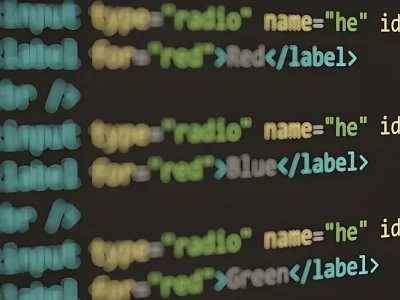 <input type="radio" name="he" id
<label for="red">Red</label>
<br />
<input type="radio" name="he" id
<label for="red">Blue</label>
<br />
<input type="radio" name="he" id
<label for="red">Green</label>